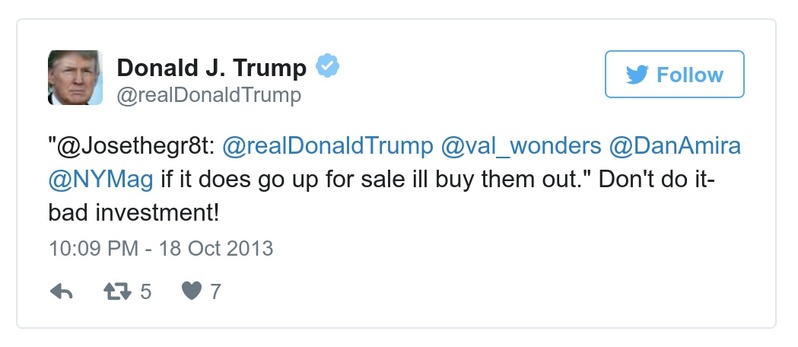 Donald J. Trump
@realDonaldTrump
Follow
"@Josethegr8t: @realDonaldTrump @val_wonders @DanAmira
@NYMag if it does go up for sale ill buy them out." Don't do it-
bad investment!
10:09 PM - 18 Oct 2013
5 7